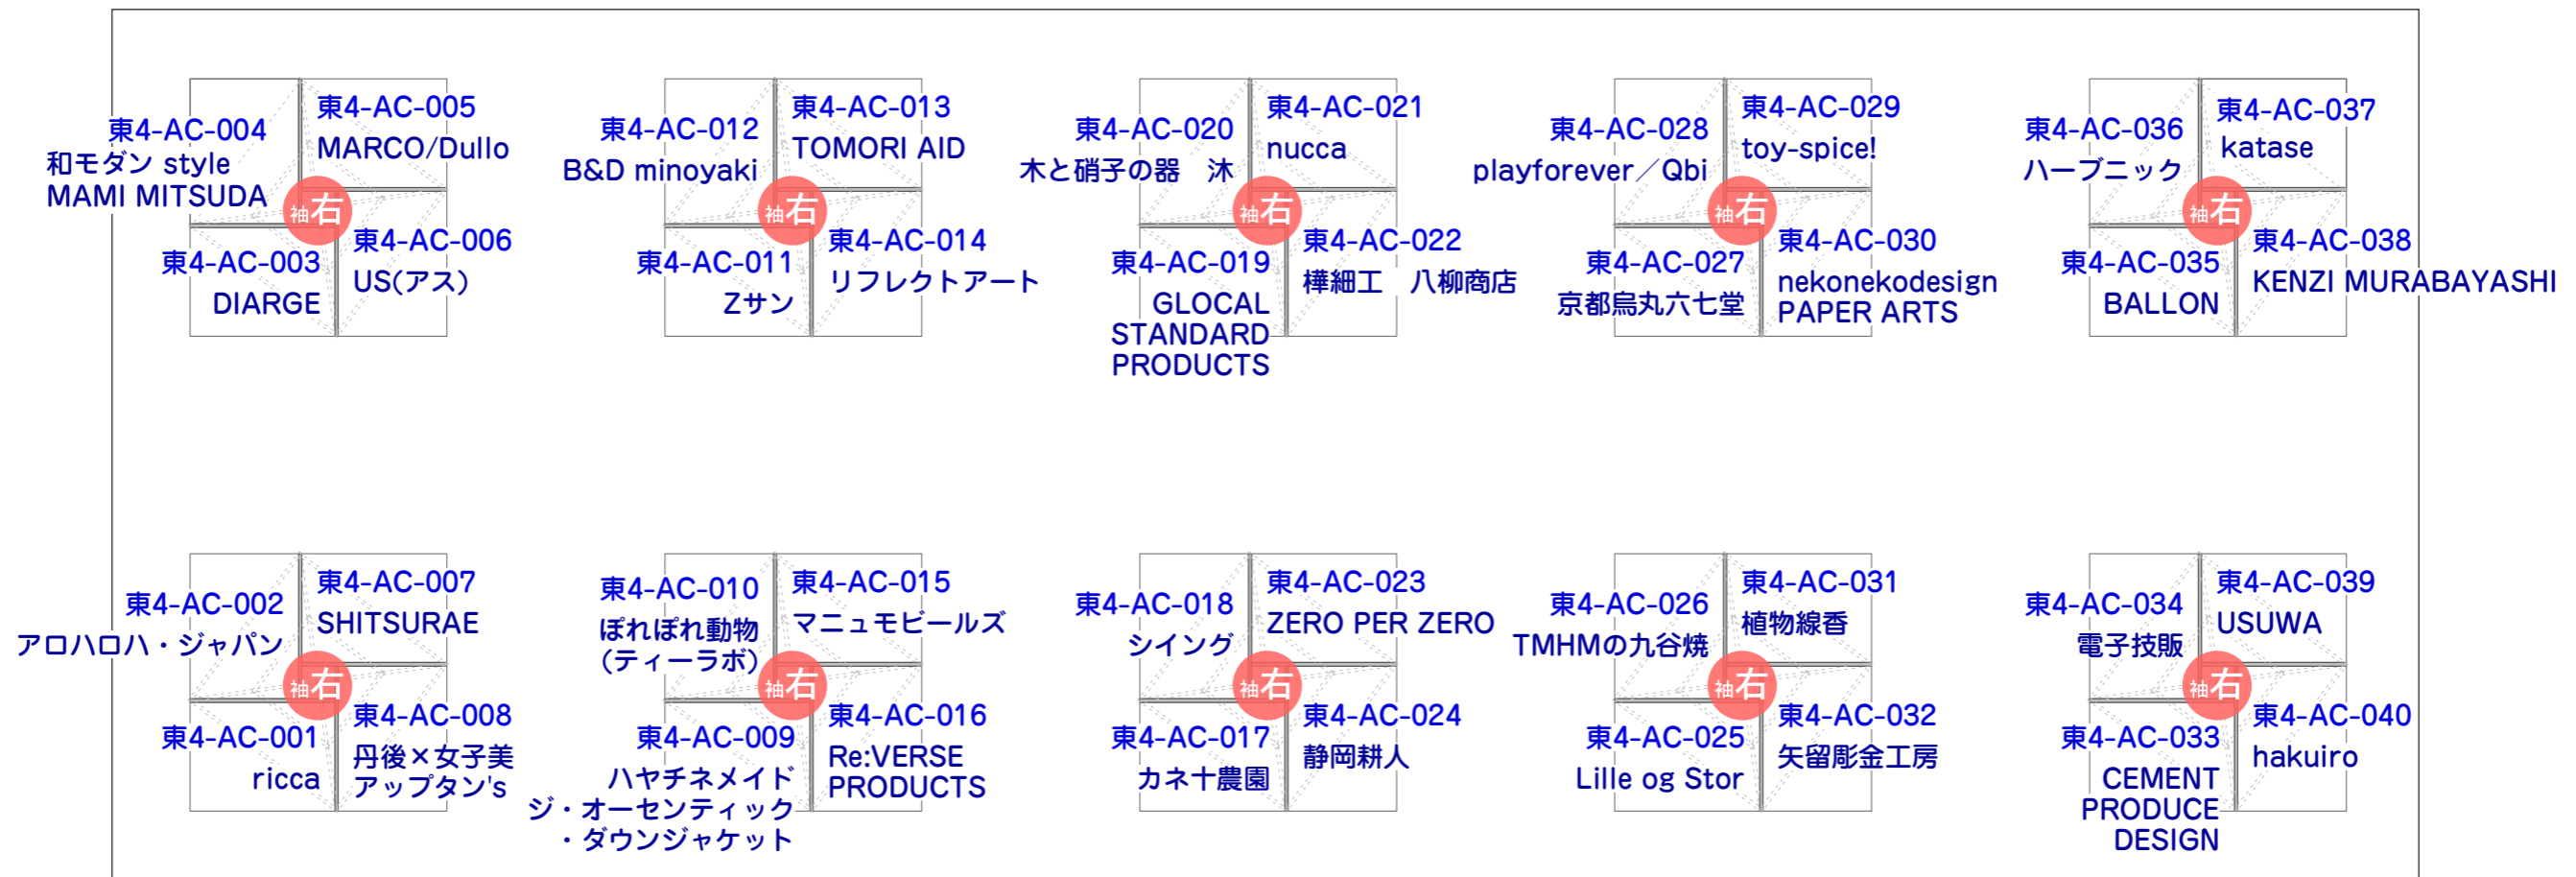 東4-AC-004
和モダン style
MAMI MITSUDA
東4-AC-005
MARCO/Dullo
袖右
東4-AC-003
DIARGE
東4-AC-006
US(アス)
東4-AC-012
B&D minoyaki
東4-AC-013
TOMORI AID
袖右
東4-AC-011
Zサン
東4-AC-014
リフレクトアート
東4-AC-020
木と硝子の器　沐
東4-AC-021
nucca
袖右
東4-AC-019
GLOCAL
STANDARD
PRODUCTS
東4-AC-022
樺細工　八柳商店
東4-AC-028
playforever／Qbi
東4-AC-029
toy-spice!
袖右
東4-AC-027
京都烏丸六七堂
東4-AC-030
nekonekodesign
PAPER ARTS
東4-AC-036
ハーブニック
東4-AC-037
katase
袖右
東4-AC-035
BALLON
東4-AC-038
KENZI MURABAYASHI
東4-AC-002
アロハロハ・ジャパン
東4-AC-007
SHITSURAE
袖右
東4-AC-001
ricca
東4-AC-008
丹後×女子美
アップタン's
東4-AC-010
ぽれぽれ動物
(ティーラボ)
東4-AC-015
マニュモビールズ
袖右
東4-AC-009
ハヤチネメイド
ジ・オーセンティック
・ダウンジャケット
東4-AC-016
Re:VERSE
PRODUCTS
東4-AC-018
シイング
東4-AC-023
ZERO PER ZERO
袖右
東4-AC-017
カネ十農園
東4-AC-024
静岡耕人
東4-AC-026
TMHMの九谷焼
東4-AC-031
植物線香
袖右
東4-AC-025
Lille og Stor
東4-AC-032
矢留彫金工房
東4-AC-034
電子技販
東4-AC-039
USUWA
袖右
東4-AC-033
CEMENT
PRODUCE
DESIGN
東4-AC-040
hakuiro